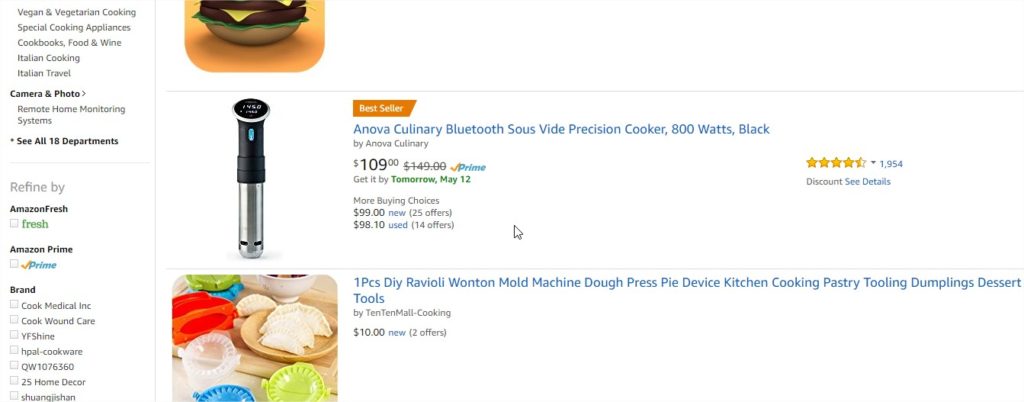 Vegan & Vegetarian Cooking
Special Cooking Appliances
Cookbooks, Food & Wine
Italian Cooking
Italian Travel
Camera & Photo
Remote Home Monitoring
Systems
See All 18 Departments
Refine by
AmazonFresh
fresh
Amazon Prime
Prime
Brand
Cook Medical Inc
Cook Wound Care
YFShine
hpal-cookware
QW1076360
25 Home Decor
shuangjishan
145.0
Best Seller
Anova Culinary Bluetooth Sous Vide Precision Cooker, 800 Watts, Black
by Anova Culinary
$109 00 $149.00 Prime
Get it by Tomorrow, May 12
More Buying Choices
$99.00 new (25 offers)
$98.10 used (14 offers)
1,954
Discount See Details
1Pcs Diy Ravioli Wonton Mold Machine Dough Press Pie Device Kitchen Cooking Pastry Tooling Dumplings Dessert
Tools
by TenTenMall-Cooking
$10.00 new (2 offers)